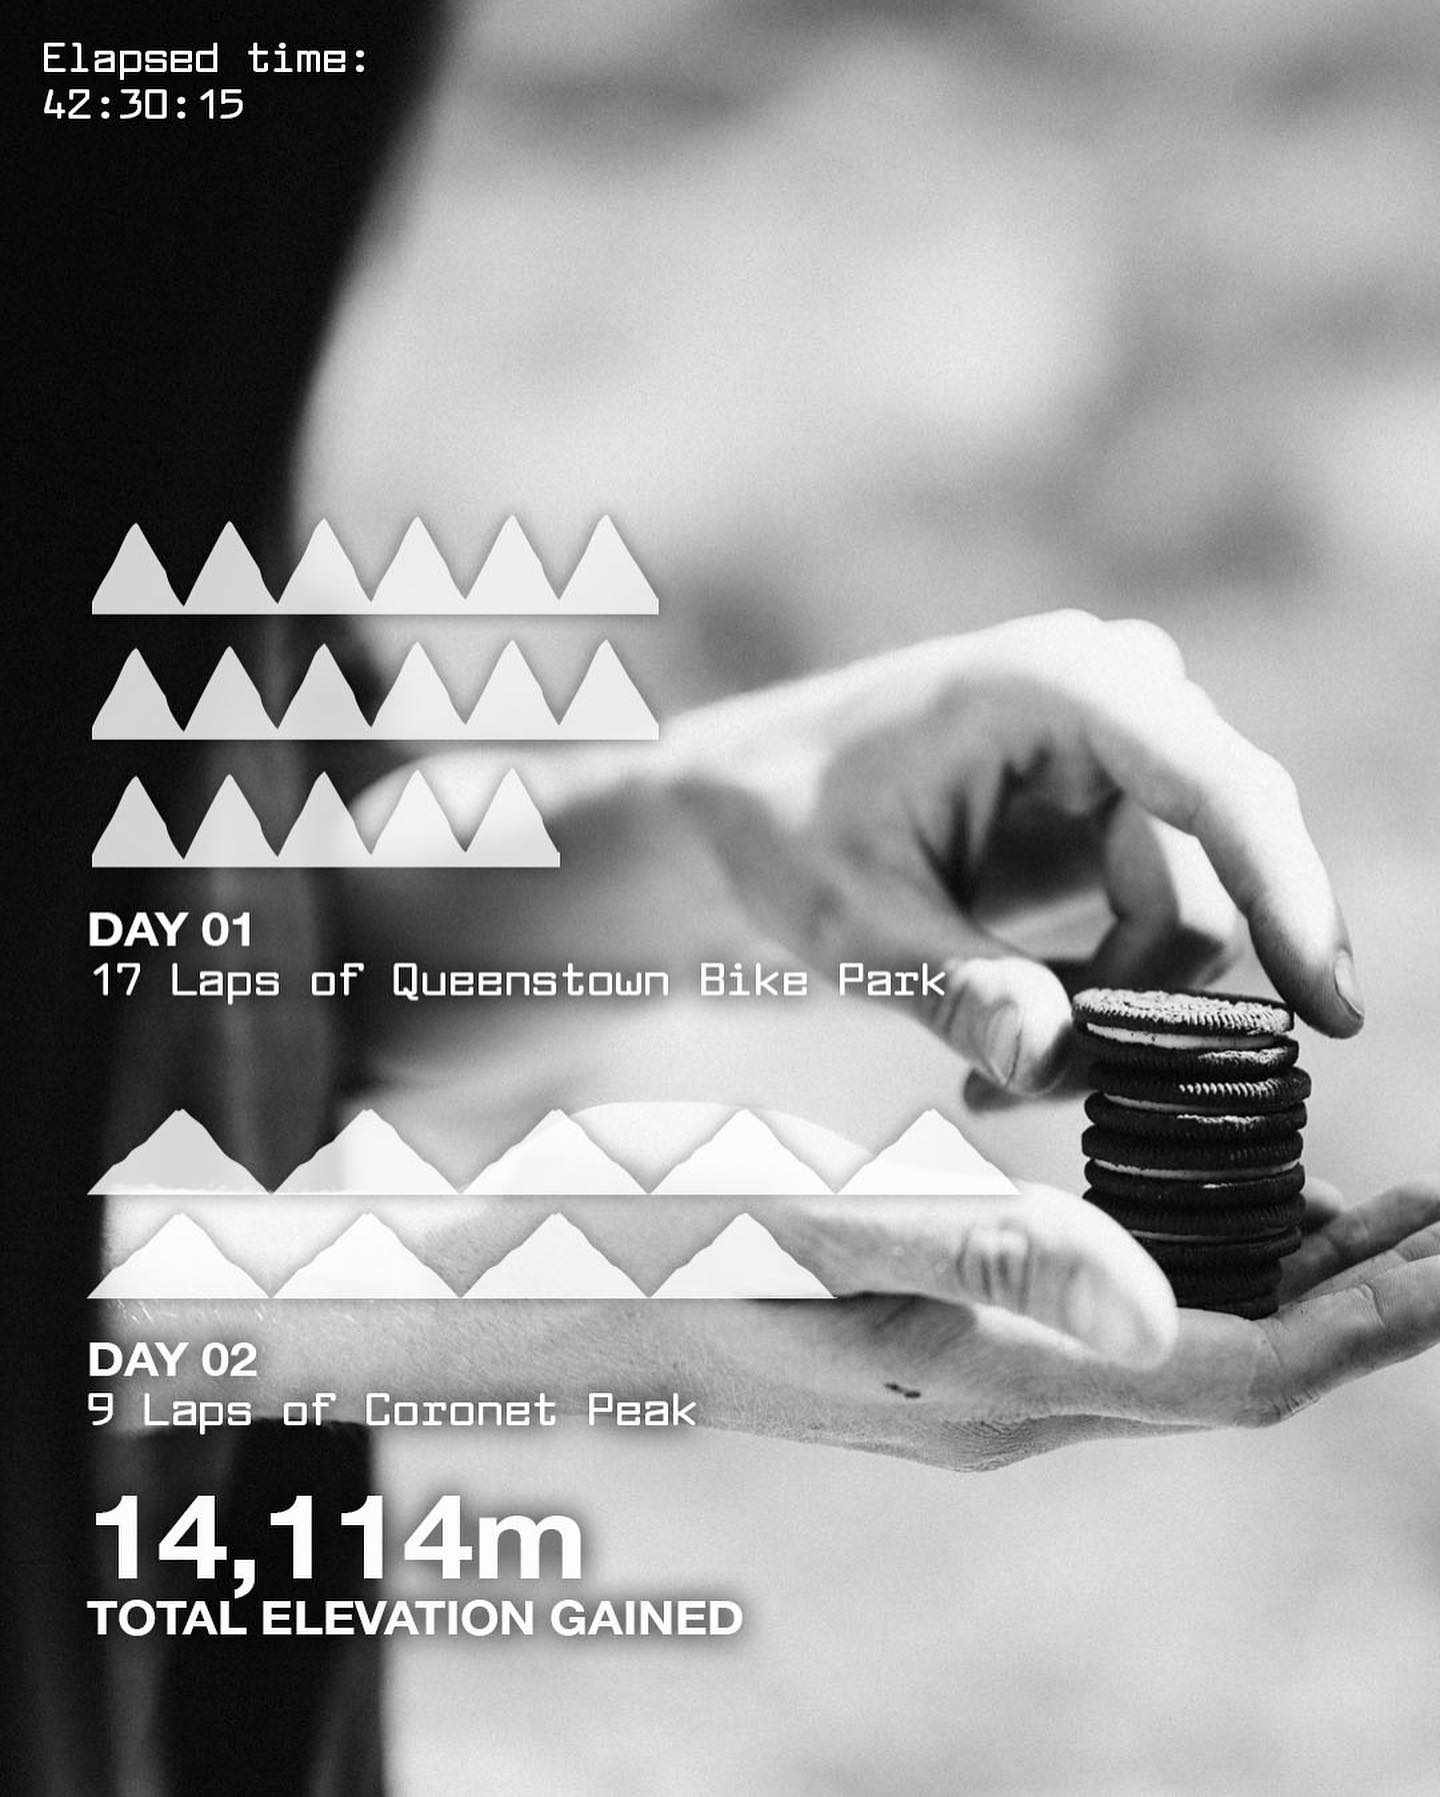 Elapsed time:
42:30:15
DAY 01
17 Laps of Queenstown Bike Park
DAY 02
9 Laps of Coronet Peak
14,114m
TOTAL ELEVATION GAINED